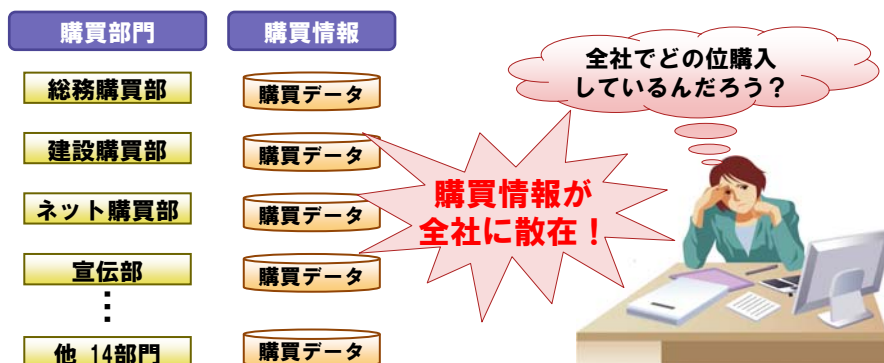 購買部門
購買情報
総務購買部
購買データ
建設購買部
購買データ
ネット購買部
購買データ
宣伝部
購買データ
他 14部門
購買データ
購買情報が
全社に散在！
全社でどの位購入
しているんだろう？